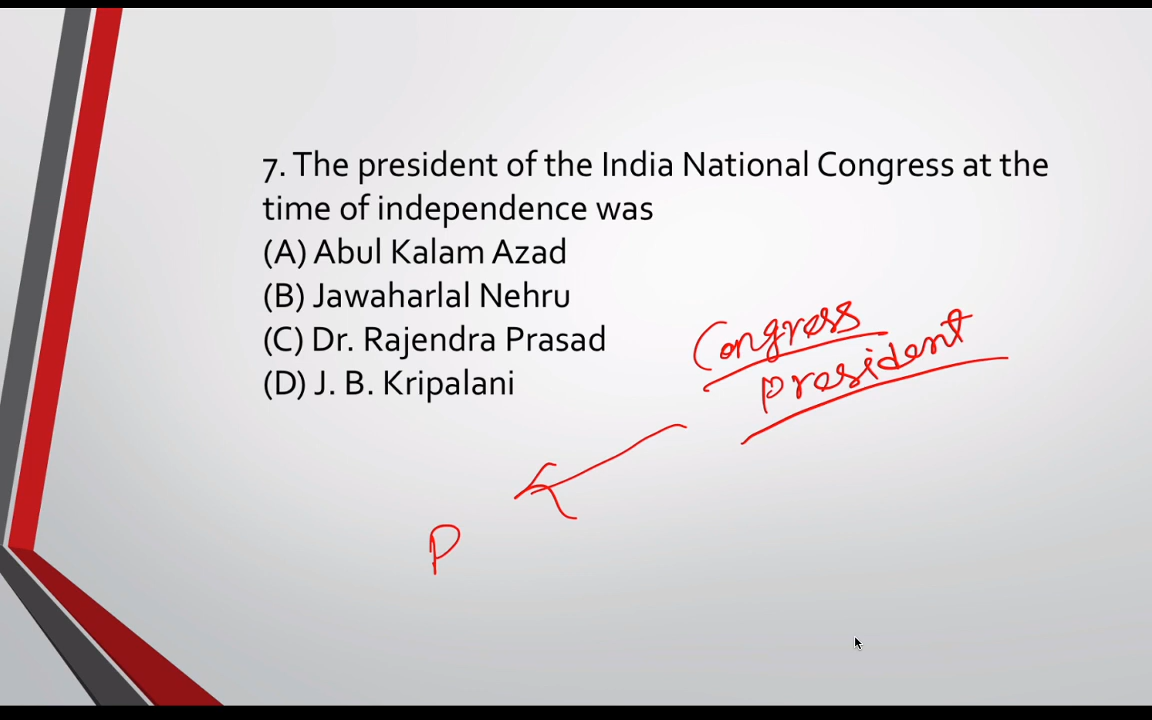 7. The president of the India National Congress at the
time of independence was
(A) Abul Kalam Azad
(B) Jawaharlal Nehru
(C) Dr. Rajendra Prasad
(D) J. B. Kripalani
Congress
president
P